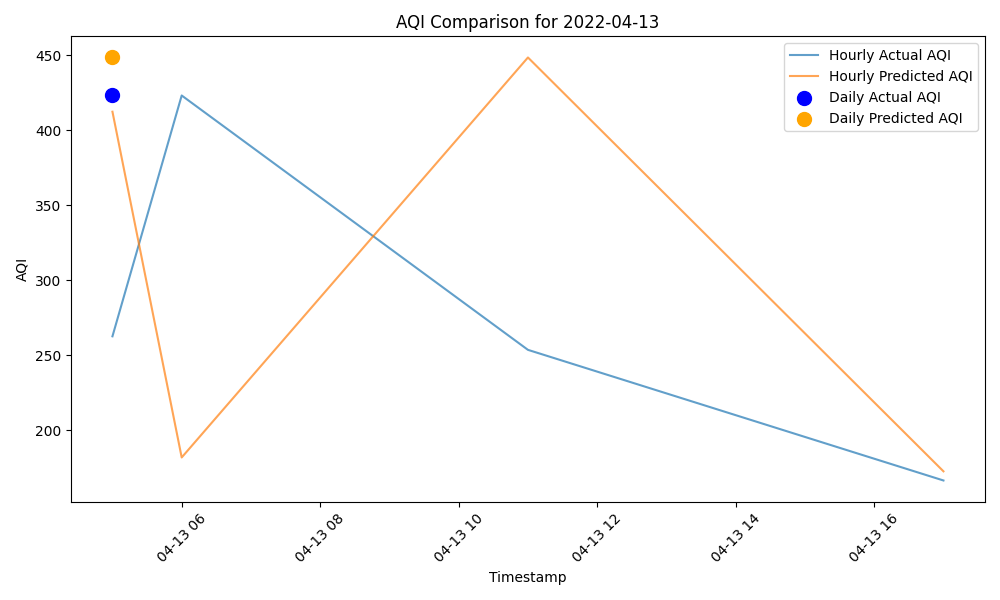 AQI Comparison for 2022-04-13
Hourly Actual AQI
Hourly Predicted AQI
Daily Actual AQI
Daily Predicted AQI
AQI
450
400
350
300
250
200
04-13 06
04-13 08
04-13 10
04-13 12
04-13 14
04-13 16
Timestamp